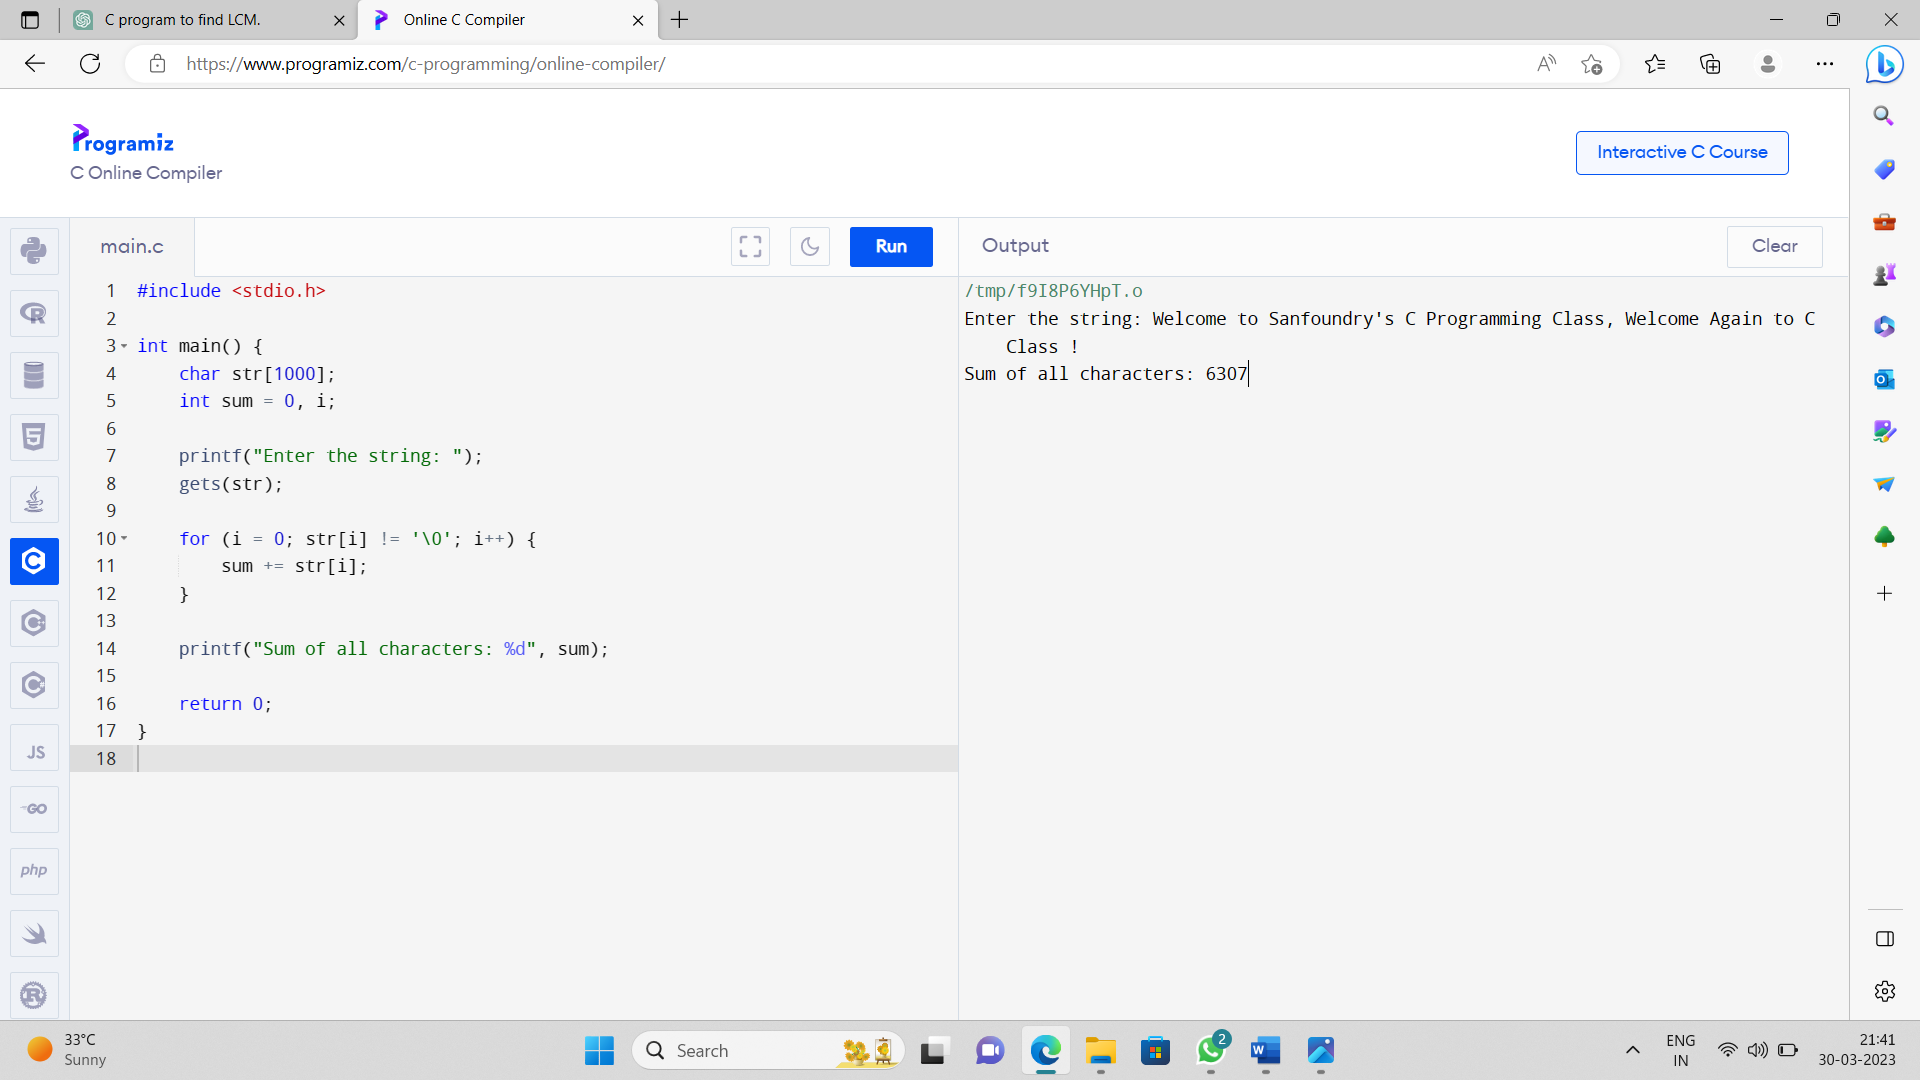 C program to find LCM.
Online C Compiler
https://www.programiz.com/c-programming/online-compiler/
Programiz
C Online Compiler
Interactive C Course
main.c
Run
Output
Clear
1 #include <stdio.h>
2
3 int main() {
4 char str[1000];
5 int sum = 0, i;
6
7 printf("Enter the string: ");
8 gets(str);
9
10 for (i = 0; str[i] != '\0'; i++) {
11 sum += str[i];
12 }
13
14 printf("Sum of all characters: %d", sum);
15
16 return 0;
17 }
18
/tmp/f9I8P6YHpT.o
Enter the string: Welcome to Sanfoundry's C Programming Class, Welcome Again to C
Class !
Sum of all characters: 6307
JS
GO
php
33°C
Sunny
Search
2
ENG
IN
21:41
30-03-2023